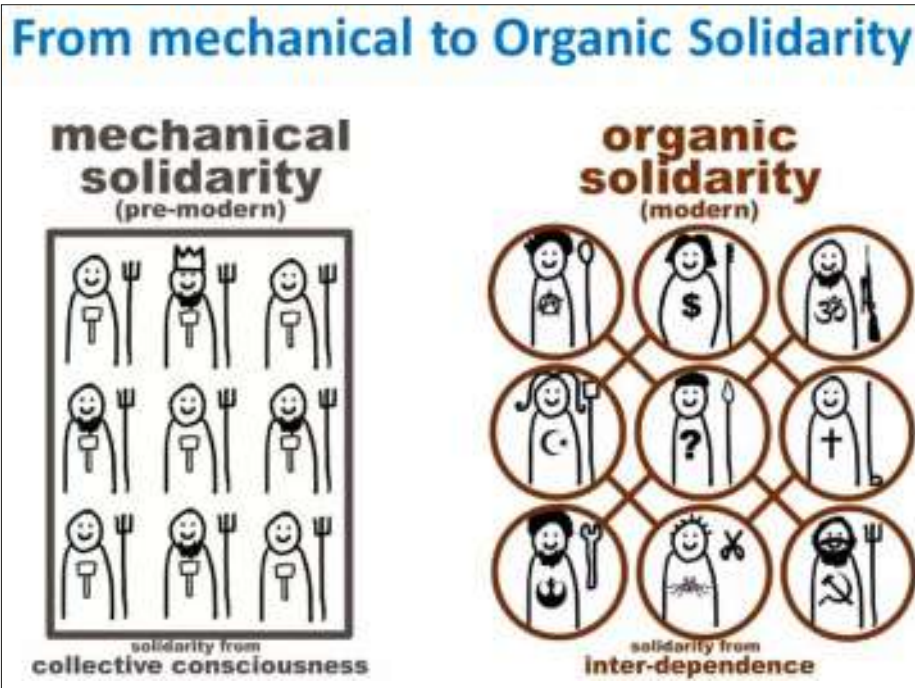 From mechanical to Organic Solidarity
mechanical
solidarity
(pre-modern)
organic
solidarity
(modern)
$
ॐ
?
solidarity from
collective consciousness
solidarity from
inter-dependence